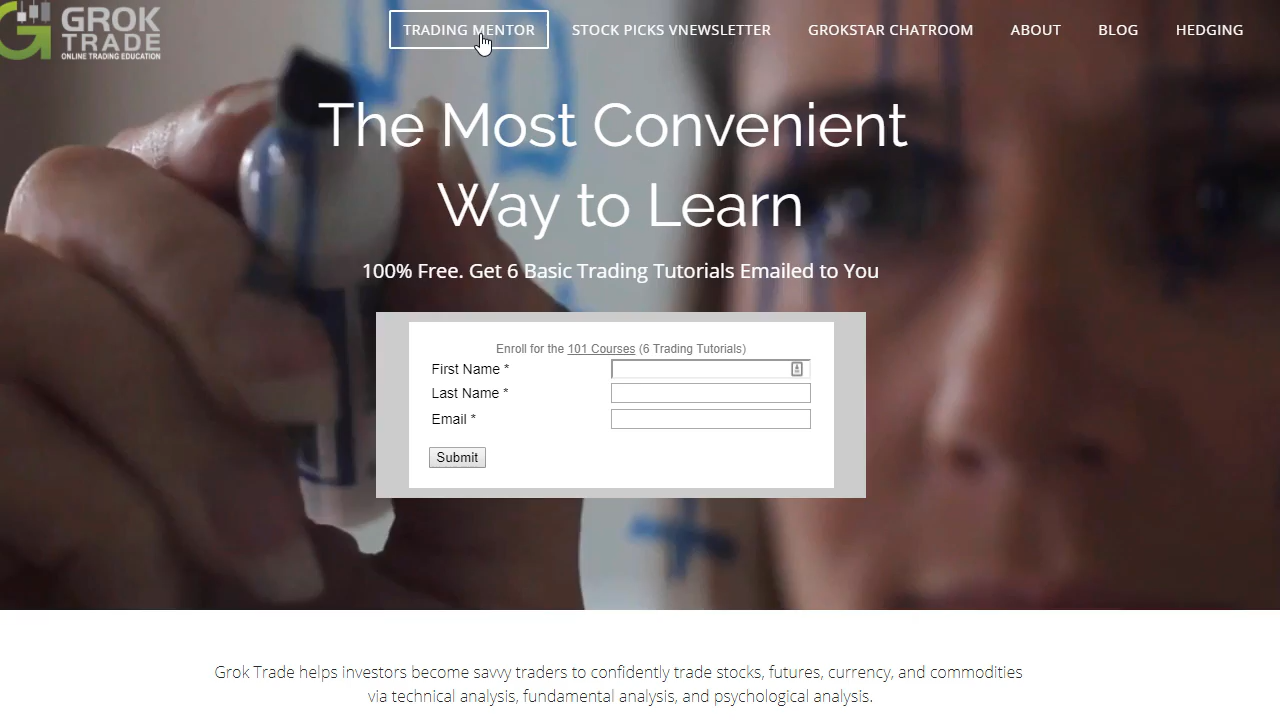 GROK
TRADE
ONLINE TRADING EDUCATION
TRADING MENTOR
STOCK PICKS VNEWSLETTER
GROKSTAR CHATROOM
ABOUT
BLOG
HEDGING
The Most Convenient
Way to Learn
100% Free. Get 6 Basic Trading Tutorials Emailed to You
Enroll for the 101 Courses (6 Trading Tutorials)
First Name *
Last Name *
Email *
Submit
Grok Trade helps investors become savvy traders to confidently trade stocks, futures, currency, and commodities
via technical analysis, fundamental analysis, and psychological analysis.